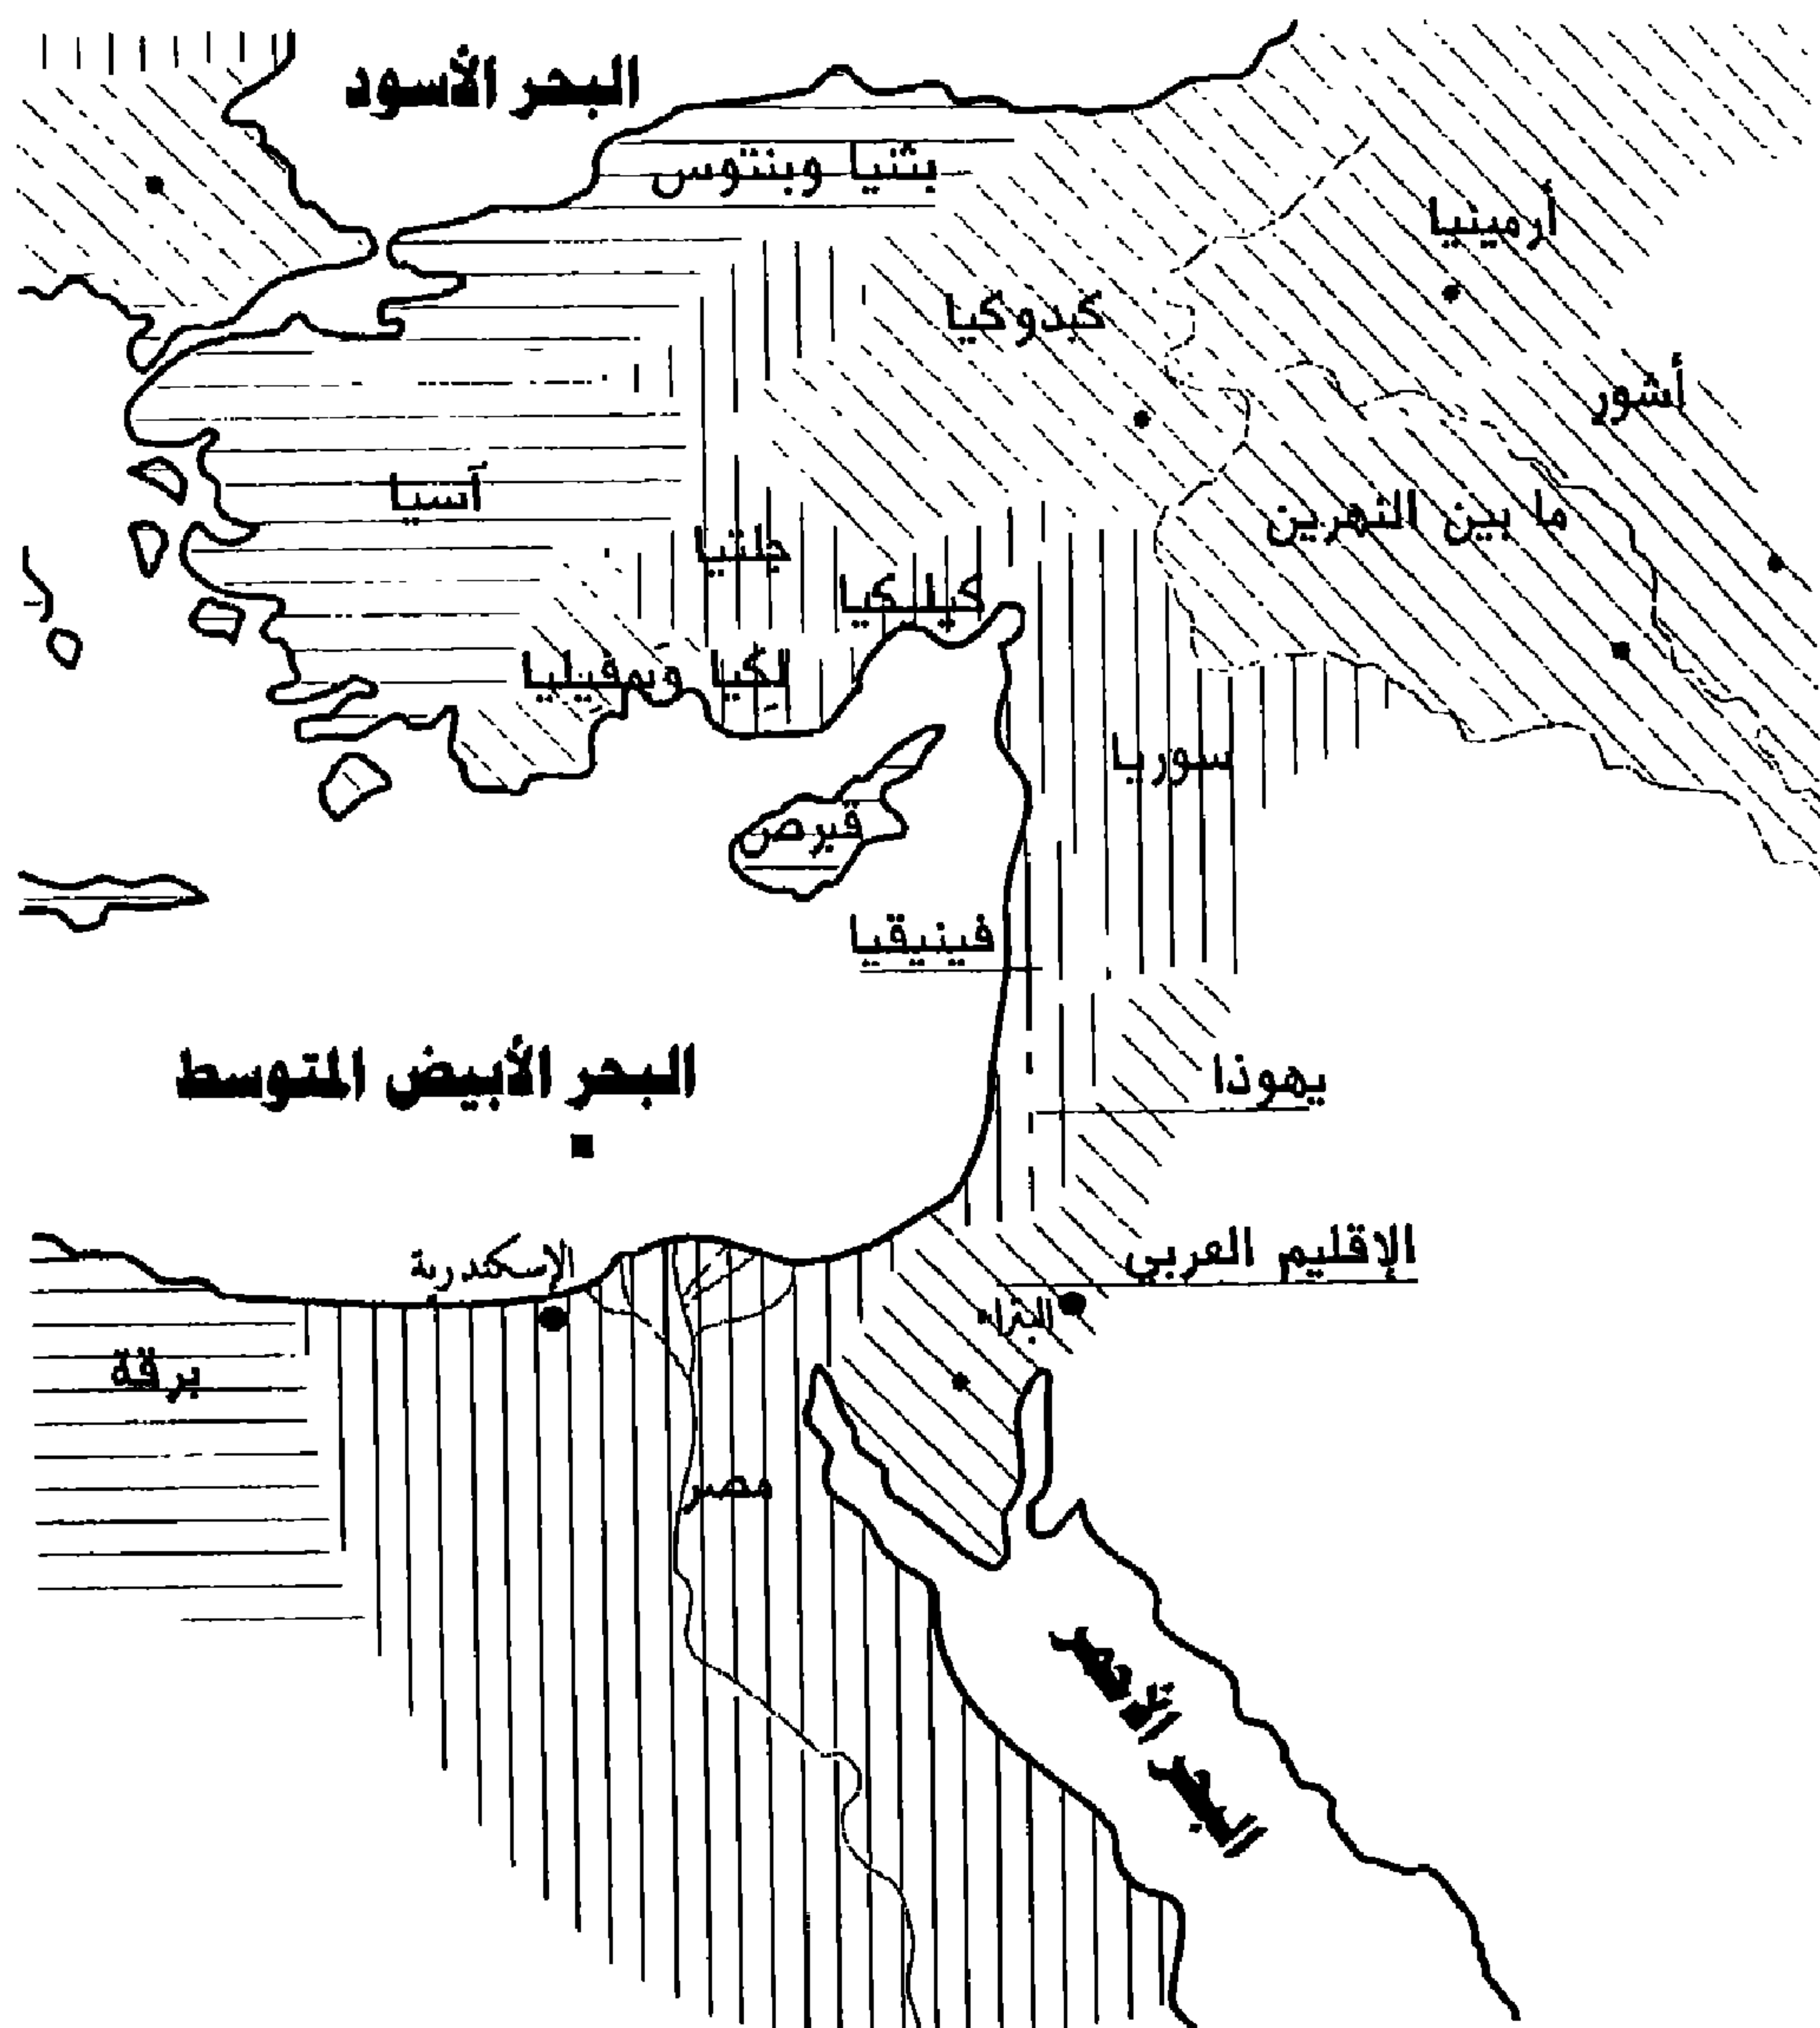 البحر الأسود
بثنيا وبنتوس
أرمينيا
كبدوكيا
أشور
آسيا
ما بين النهرين
جلتيا
كيليكيا
لكيا وبمفيليا
سوريا
قبرص
فينيقيا
البحر الأبيض المتوسط
يهوذا
الإسكندرية
الإقليم العربي
البتراء
برقة
مصر
البحر الأحمر